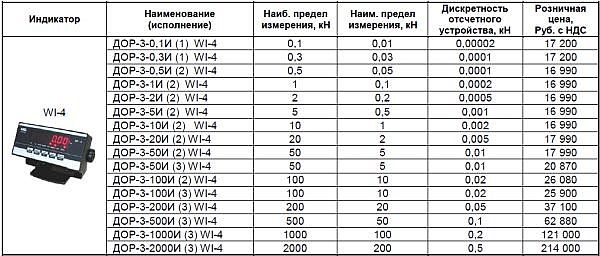 Индикатор | Наименование (исполнение) | Наиб. предел измерения, кН | Наим. предел измерения, кН | Дискретность отсчетного устройства, кН | Розничная цена, Руб. с НДС
WI-4
ДОР-3-0,1И (1) WI-4 | 0,1 | 0,01 | 0,00002 | 17 200
ДОР-3-0,3И (1) WI-4 | 0,3 | 0,03 | 0,0001 | 17 200
ДОР-3-0,5И (2) WI-4 | 0,5 | 0,05 | 0,0001 | 16 990
ДОР-3-1И (2) WI-4 | 1 | 0,1 | 0,0002 | 16 990
ДОР-3-2И (2) WI-4 | 2 | 0,2 | 0,0005 | 16 990
ДОР-3-5И (2) WI-4 | 5 | 0,5 | 0,001 | 16 990
ДОР-3-10И (2) WI-4 | 10 | 1 | 0,002 | 16 990
ДОР-3-20И (2) WI-4 | 20 | 2 | 0,005 | 17 990
ДОР-3-50И (2) WI-4 | 50 | 5 | 0,01 | 17 990
ДОР-3-50И (3) WI-4 | 50 | 5 | 0,01 | 20 870
ДОР-3-100И (2) WI-4 | 100 | 10 | 0,02 | 26 080
ДОР-3-100И (3) WI-4 | 100 | 10 | 0,02 | 25 900
ДОР-3-200И (3) WI-4 | 200 | 20 | 0,05 | 37 100
ДОР-3-500И (3) WI-4 | 500 | 50 | 0,1 | 62 880
ДОР-3-1000И (3) WI-4 | 1000 | 100 | 0,2 | 121 000
ДОР-3-2000И (3) WI-4 | 2000 | 200 | 0,5 | 214 000